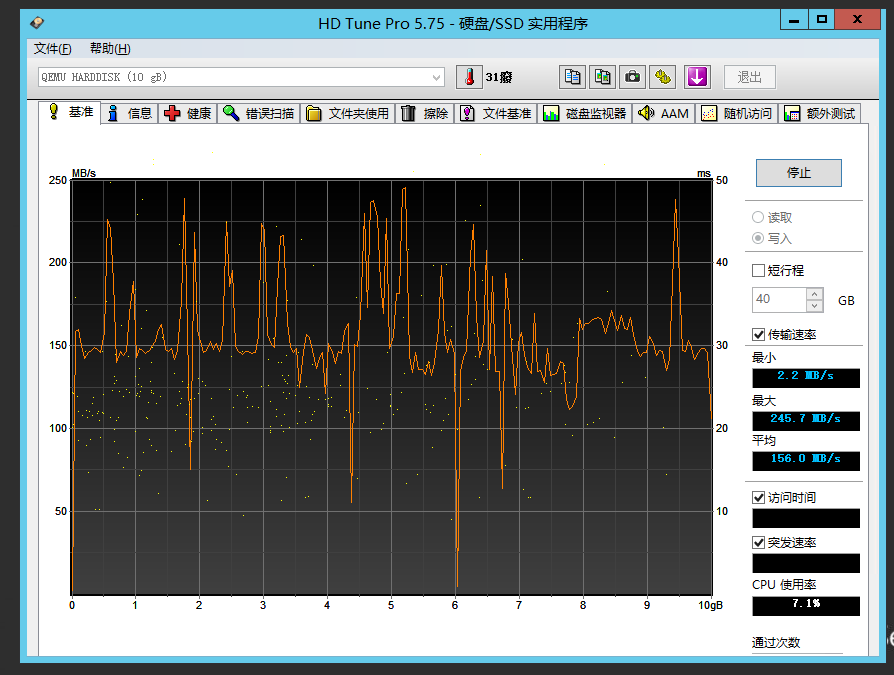 HD Tune Pro 5.75 - 硬盘/SSD 实用程序
文件(F) 帮助(H)
QEMU HARDDISK (10 gB)
31癈
退出
基准 信息 健康 错误扫描 文件夹使用 擦除 文件基准 磁盘监视器 AAM 随机访问 额外测试
MB/s
ms
250
200
150
100
50
50
40
30
20
10
0 1 2 3 4 5 6 7 8 9 10gB
停止
读取
写入
短行程
40 GB
传输速率
最小
2.2 MB/s
最大
245.7 MB/s
平均
156.0 MB/s
访问时间
突发速率
CPU 使用率
7.1%
通过次数